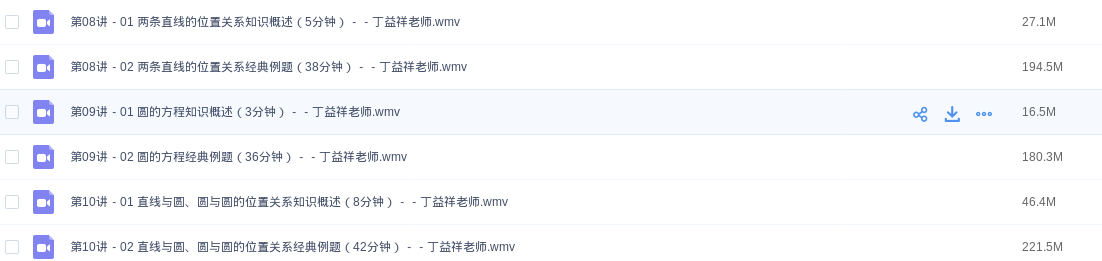 第08讲 - 01 两条直线的位置关系知识概述（5分钟） -  - 丁益祥老师.wmv 27.1M
第08讲 - 02 两条直线的位置关系经典例题（38分钟） -  - 丁益祥老师.wmv 194.5M
第09讲 - 01 圆的方程知识概述（3分钟） -  - 丁益祥老师.wmv 16.5M
第09讲 - 02 圆的方程经典例题（36分钟） -  - 丁益祥老师.wmv 180.3M
第10讲 - 01 直线与圆、圆与圆的位置关系知识概述（8分钟） -  - 丁益祥老师.wmv 46.4M
第10讲 - 02 直线与圆、圆与圆的位置关系经典例题（42分钟） -  - 丁益祥老师.wmv 221.5M